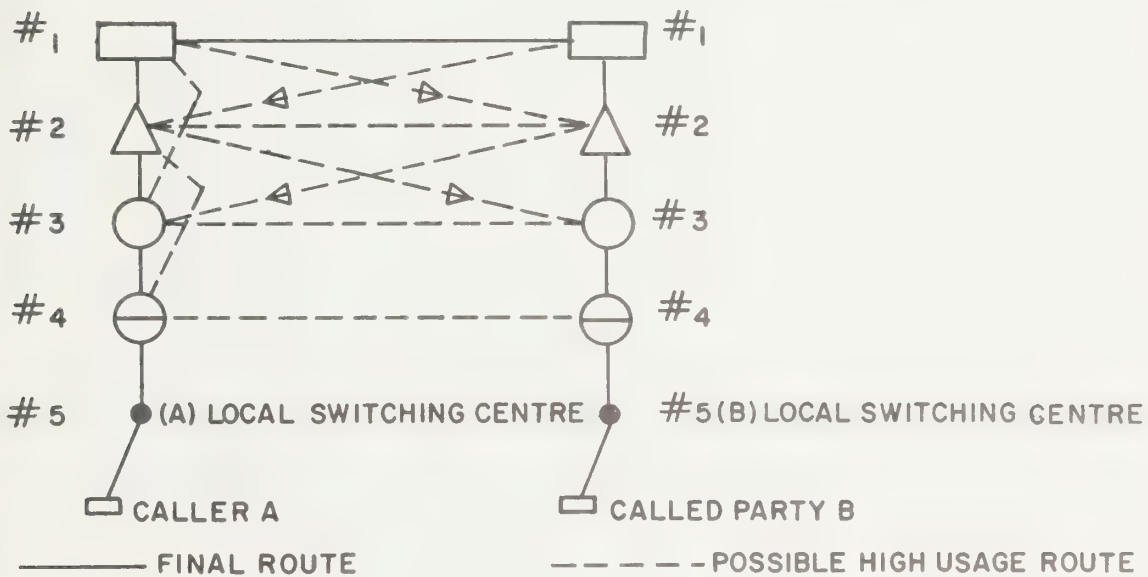 #1 #1
#2 #2
#3 #3
#4 #4
#5 (A) LOCAL SWITCHING CENTRE #5 (B) LOCAL SWITCHING CENTRE
CALLER A CALLED PARTY B
FINAL ROUTE POSSIBLE HIGH USAGE ROUTE